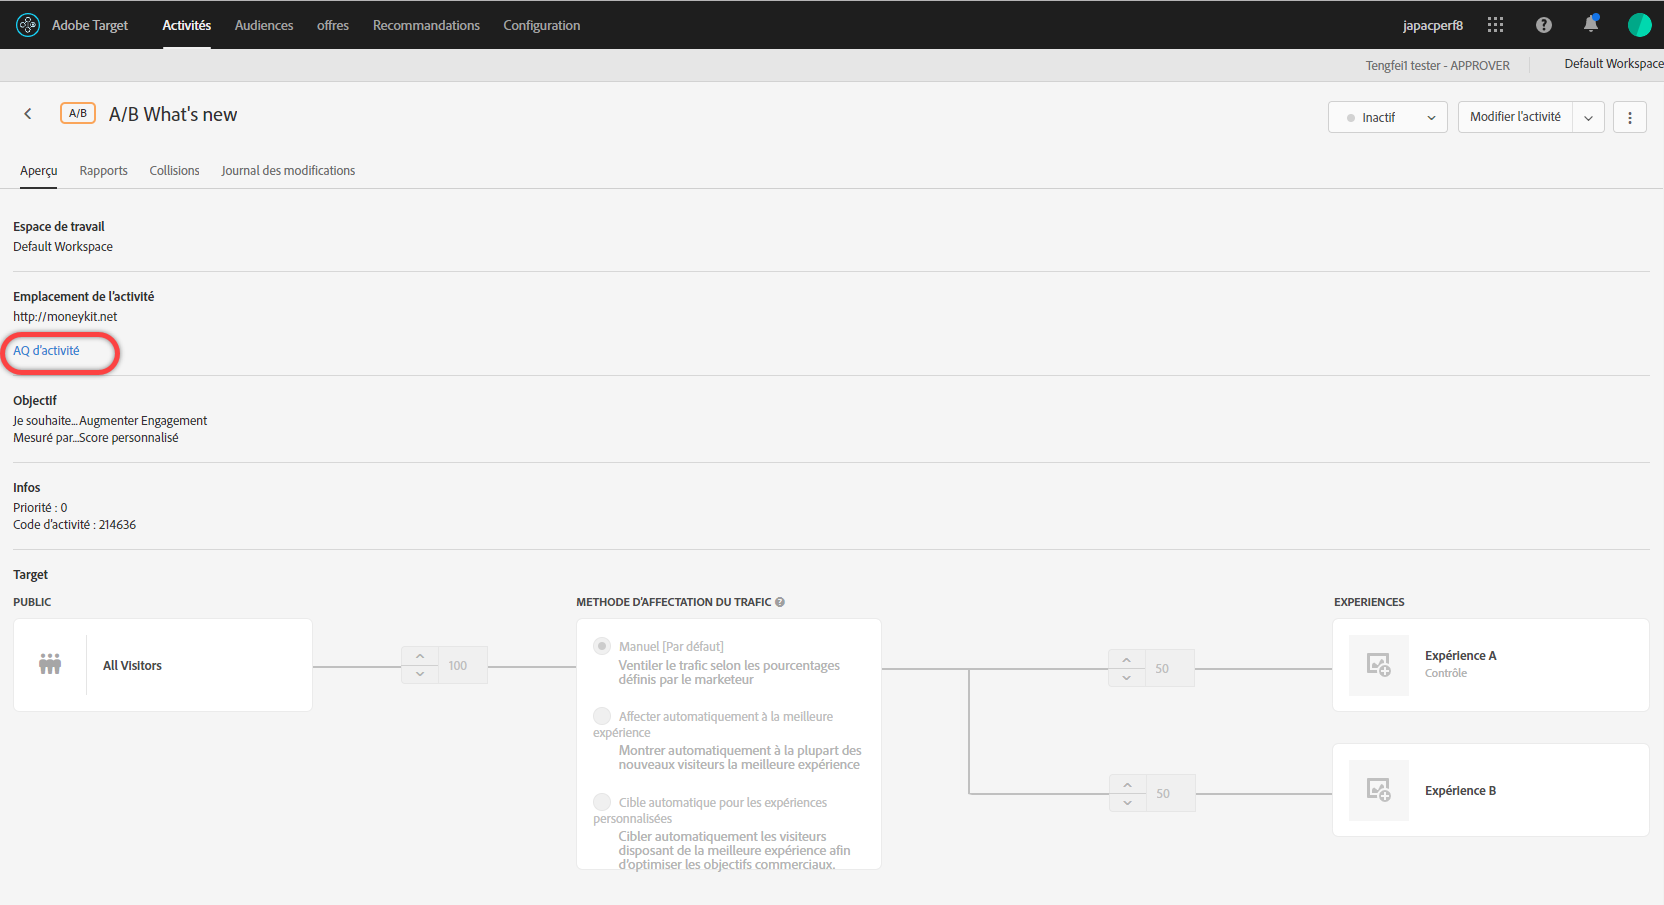 Adobe Target Activités Audiences offres Recommandations Configuration japacperf8
Tengfei1 tester - APPROVER Default Workspace
A/B A/B What's new Inactif Modifier l'activité
Aperçu Rapports Collisions Journal des modifications
Espace de travail
Default Workspace
Emplacement de l'activité
http://moneykit.net
AQ d'activité
Objectif
Je souhaite...Augmenter Engagement
Mesuré par...Score personnalisé
Infos
Priorité : 0
Code d'activité : 214636
Target
PUBLIC METHODE D'AFFECTATION DU TRAFIC EXPERIENCES
All Visitors
100
Manuel [Par défaut]
Ventiler le trafic selon les pourcentages
définis par le marketeur
Affecter automatiquement à la meilleure
expérience
Montrer automatiquement à la plupart des
nouveaux visiteurs la meilleure expérience
Cible automatique pour les expériences
personnalisées
Cibler automatiquement les visiteurs
disposant de la meilleure expérience afin
d'optimiser les objectifs commerciaux.
50
Expérience A
Contrôle
50
Expérience B